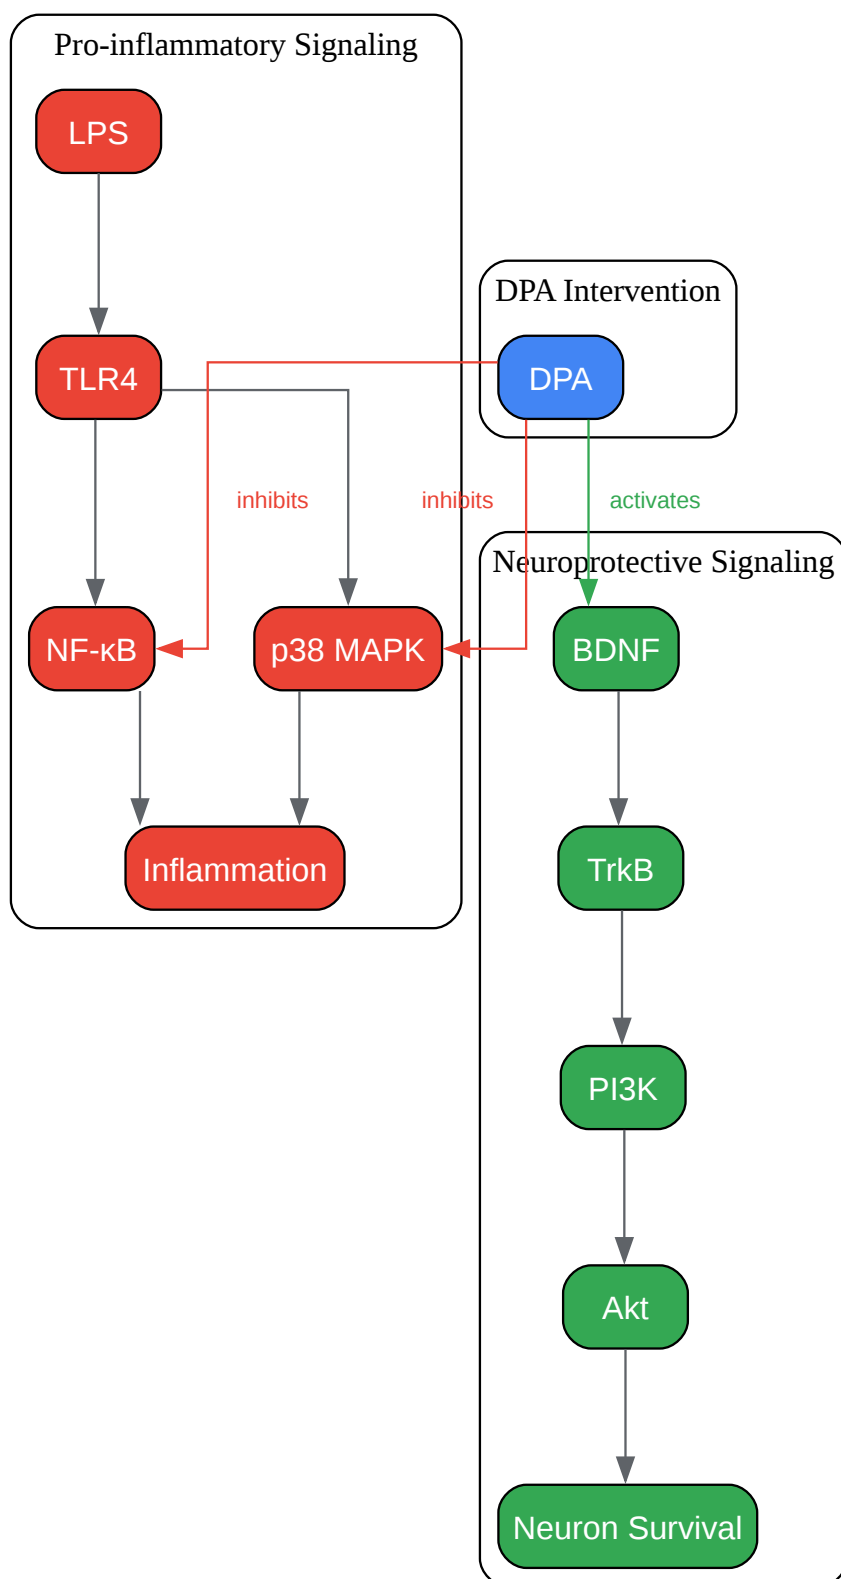 Pro-inflammatory Signaling
LPS
DPA Intervention
TLR4
DPA
inhibits
inhibits
activates
Neuroprotective Signaling
NF-κB
p38 MAPK
BDNF
Inflammation
TrkB
PI3K
Akt
Neuron Survival